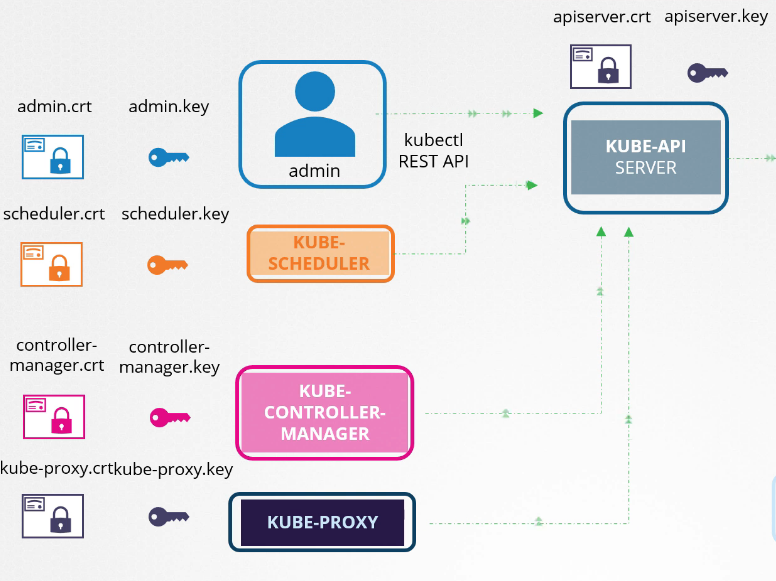 apiserver.crt apiserver.key
admin.crt admin.key
admin
kubectl
REST API
KUBE-API
SERVER
scheduler.crt scheduler.key
KUBE-
SCHEDULER
controller-
manager.crt
controller-
manager.key
KUBE-
CONTROLLER-
MANAGER
kube-proxy.crt kube-proxy.key
KUBE-PROXY